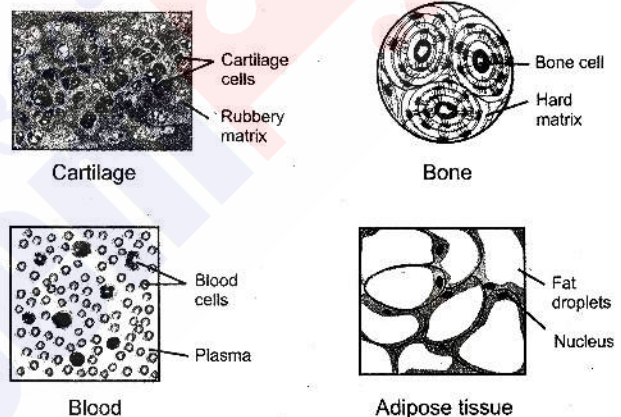 Cartilage
cells
Rubbery
matrix
Cartilage
Bone cell
Hard
matrix
Bone
Blood
cells
Plasma
Blood
Fat
droplets
Nucleus
Adipose tissue